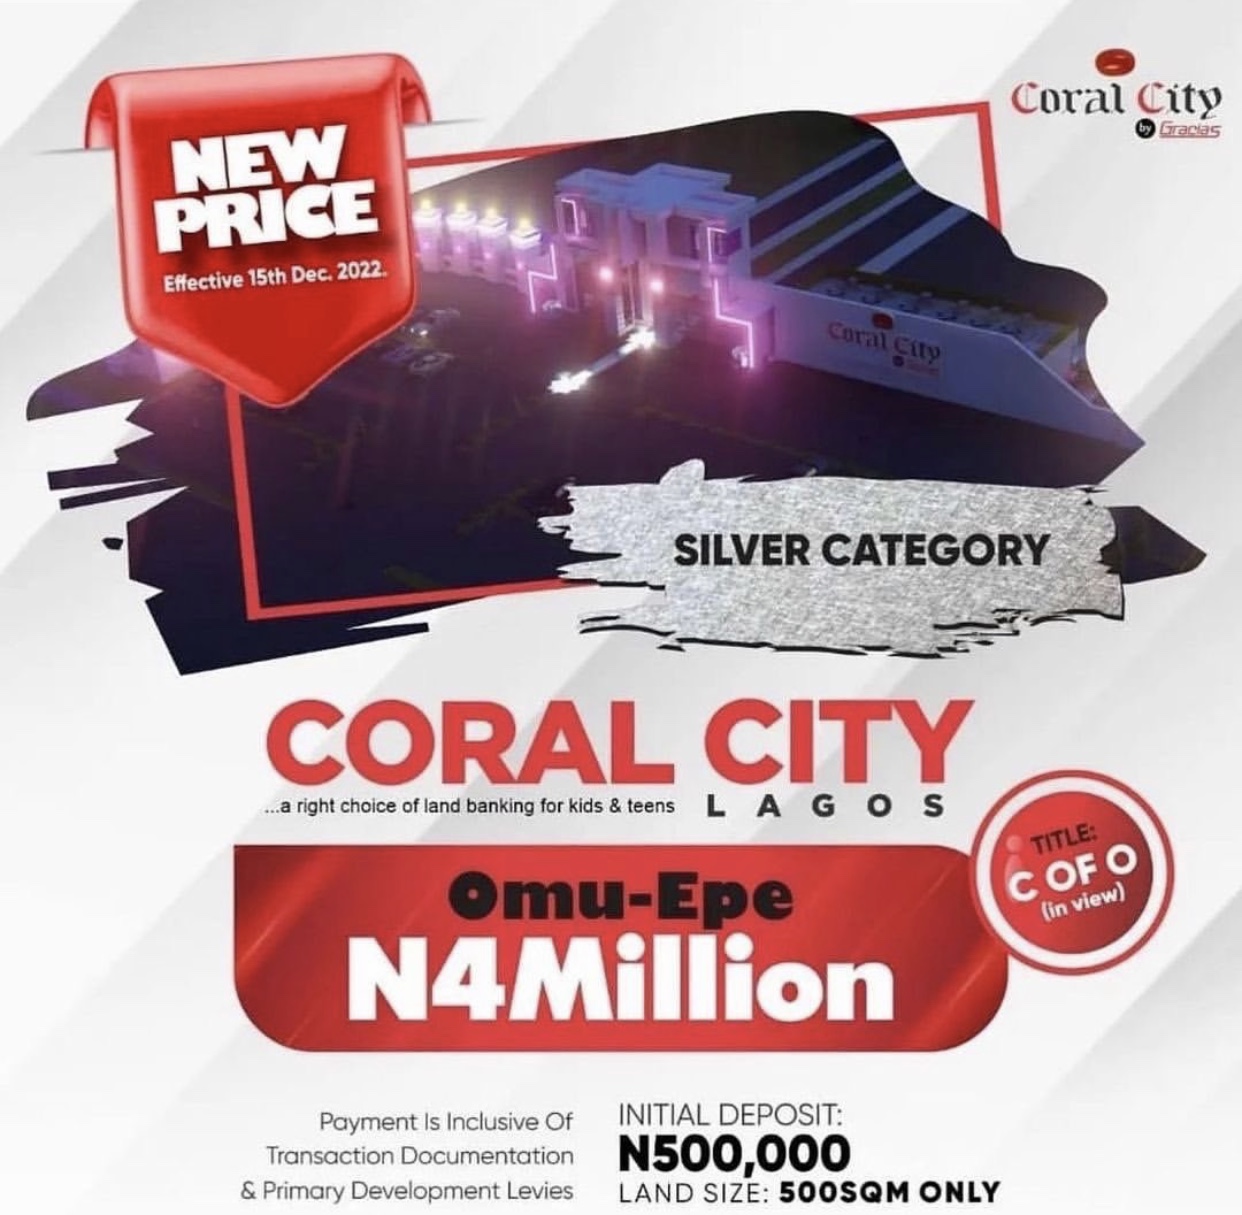 Coral City
by Gracias
NEW
PRICE
Effective 15th Dec. 2022.
Coral City
SILVER CATEGORY
CORAL CITY
...a right choice of land banking for kids & teens
LAGOS
TITLE:
C OF O
(in view)
Omu-Epe
N4Million
Payment Is Inclusive Of
Transaction Documentation
& Primary Development Levies
INITIAL DEPOSIT:
N500,000
LAND SIZE: 500SQM ONLY